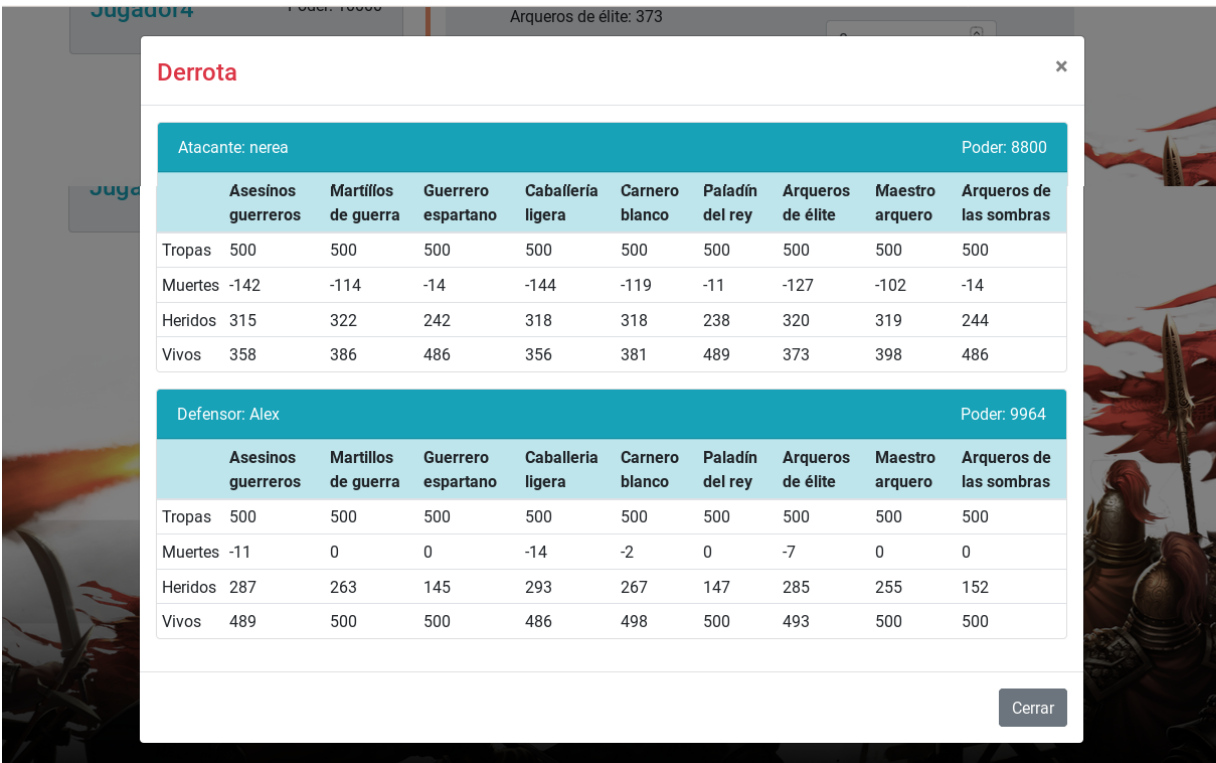 Jugador4
Poder: 10000
Arqueros de élite: 373
Derrota
×
Atacante: nerea Poder: 8800
Asesinos guerreros Martillos de guerra Guerrero espartano Caballería ligera Carnero blanco Paladín del rey Arqueros de élite Maestro arquero Arqueros de las sombras
Tropas 500 500 500 500 500 500 500 500 500
Muertes -142 -114 -14 -144 -119 -11 -127 -102 -14
Heridos 315 322 242 318 318 238 320 319 244
Vivos 358 386 486 356 381 489 373 398 486
Defensor: Alex Poder: 9964
Asesinos guerreros Martillos de guerra Guerrero espartano Caballeria ligera Carnero blanco Paladín del rey Arqueros de élite Maestro arquero Arqueros de las sombras
Tropas 500 500 500 500 500 500 500 500 500
Muertes -11 0 0 -14 -2 0 -7 0 0
Heridos 287 263 145 293 267 147 285 255 152
Vivos 489 500 500 486 498 500 493 500 500
Cerrar